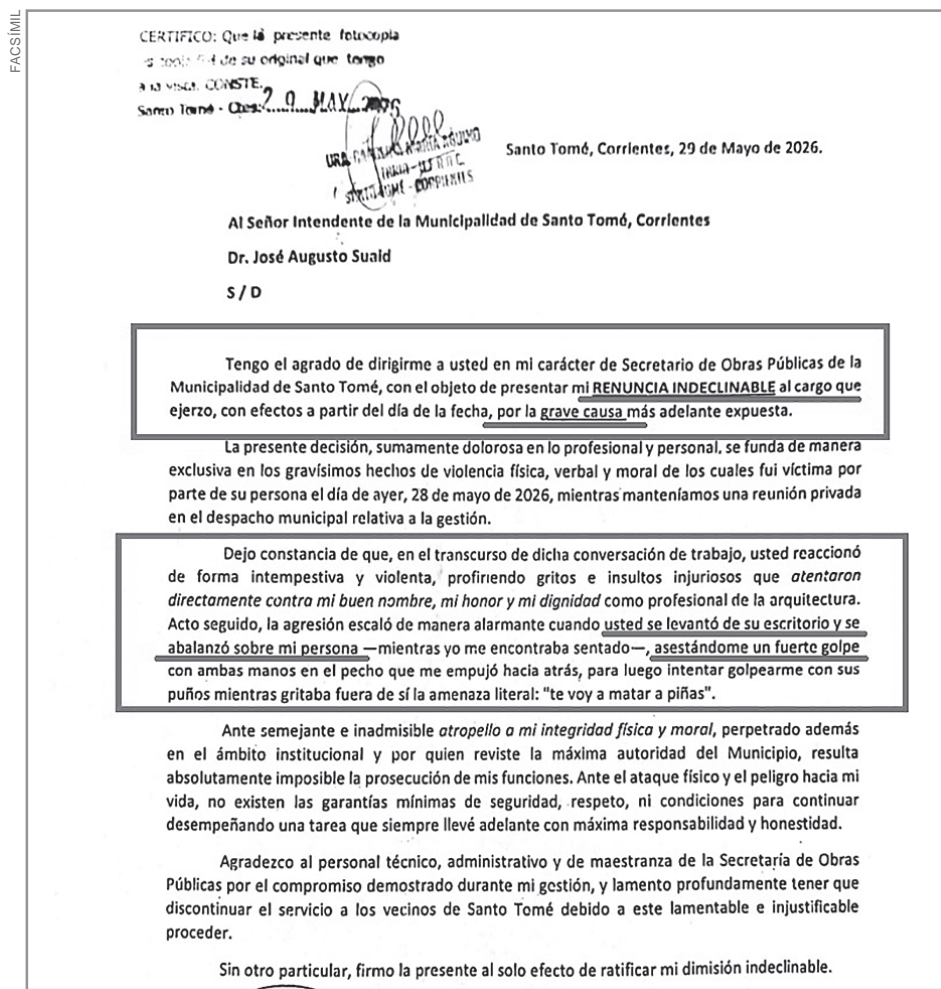 FACSÍMIL
CERTIFICO: Que la presente fotocopia
de su original que tengo
a la vista. CONSTE.
Santo Tomé - Ctes. 29 MAY
Santo Tomé, Corrientes, 29 de Mayo de 2026.
Al Señor Intendente de la Municipalidad de Santo Tomé, Corrientes
Dr. José Augusto Suaid
S / D
Tengo el agrado de dirigirme a usted en mi carácter de Secretario de Obras Públicas de la
Municipalidad de Santo Tomé, con el objeto de presentar mi RENUNCIA INDECLINABLE al cargo que
ejerzo, con efectos a partir del día de la fecha, por la grave causa más adelante expuesta.
La presente decisión, sumamente dolorosa en lo profesional y personal, se funda de manera
exclusiva en los gravísimos hechos de violencia física, verbal y moral de los cuales fui víctima por
parte de su persona el día de ayer, 28 de mayo de 2026, mientras manteníamos una reunión privada
en el despacho municipal relativa a la gestión.
Dejo constancia de que, en el transcurso de dicha conversación de trabajo, usted reaccionó
de forma intempestiva y violenta, profiriendo gritos e insultos injuriosos que atentaron
directamente contra mi buen nombre, mi honor y mi dignidad como profesional de la arquitectura.
Acto seguido, la agresión escaló de manera alarmante cuando usted se levantó de su escritorio y se
abalanzó sobre mi persona —mientras yo me encontraba sentado—, asestándome un fuerte golpe
con ambas manos en el pecho que me empujó hacia atrás, para luego intentar golpearme con sus
puños mientras gritaba fuera de sí la amenaza literal: "te voy a matar a piñas".
Ante semejante e inadmisible atropello a mi integridad física y moral, perpetrado además
en el ámbito institucional y por quien reviste la máxima autoridad del Municipio, resulta
absolutamente imposible la prosecución de mis funciones. Ante el ataque físico y el peligro hacia mi
vida, no existen las garantías mínimas de seguridad, respeto, ni condiciones para continuar
desempeñando una tarea que siempre llevé adelante con máxima responsabilidad y honestidad.
Agradezco al personal técnico, administrativo y de maestranza de la Secretaría de Obras
Públicas por el compromiso demostrado durante mi gestión, y lamento profundamente tener que
discontinuar el servicio a los vecinos de Santo Tomé debido a este lamentable e injustificable
proceder.
Sin otro particular, firmo la presente al solo efecto de ratificar mi dimisión indeclinable.